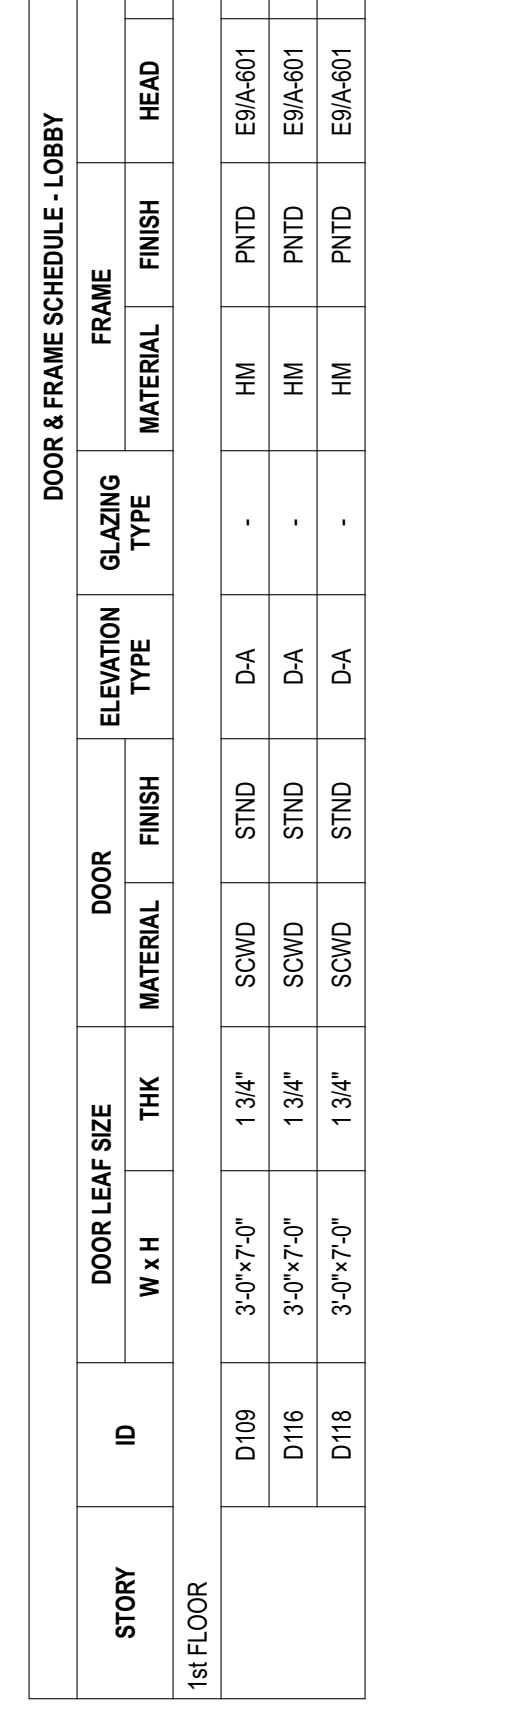 DOOR & FRAME SCHEDULE - LOBBY
STORY ID DOOR LEAF SIZE DOOR ELEVATION TYPE GLAZING TYPE FRAME
W x H THK MATERIAL FINISH MATERIAL FINISH HEAD
1st FLOOR
D109 3'-0"×7'-0" 1 3/4" SCWD STND D-A - HM PNTD E9/A-601
D116 3'-0"×7'-0" 1 3/4" SCWD STND D-A - HM PNTD E9/A-601
D118 3'-0"×7'-0" 1 3/4" SCWD STND D-A - HM PNTD E9/A-601